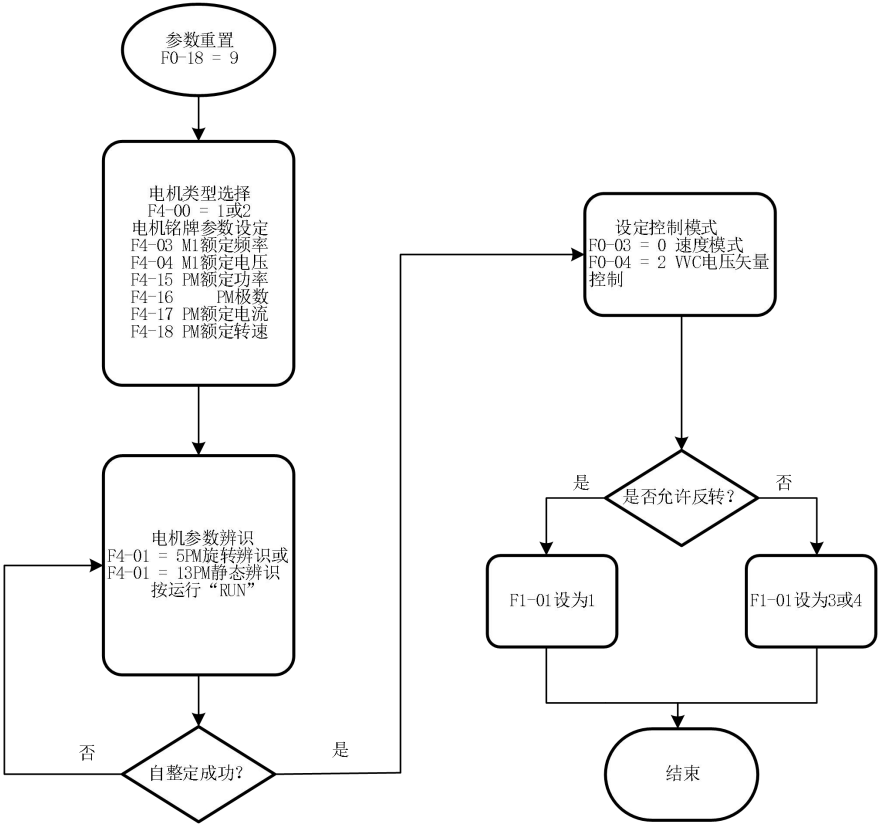 参数重置
F0-18 = 9
电机类型选择
F4-00 = 1或2
电机铭牌参数设定
F4-03 M1额定频率
F4-04 M1额定电压
F4-15 PM额定功率
F4-16 PM极数
F4-17 PM额定电流
F4-18 PM额定转速
电机参数辨识
F4-01 = 5PM旋转辨识或
F4-01 = 13PM静态辨识
按运行“RUN”
自整定成功?
否
是
设定控制模式
F0-03 = 0 速度模式
F0-04 = 2 VVC电压矢量
控制
是否允许反转?
是
否
F1-01设为1
F1-01设为3或4
结束